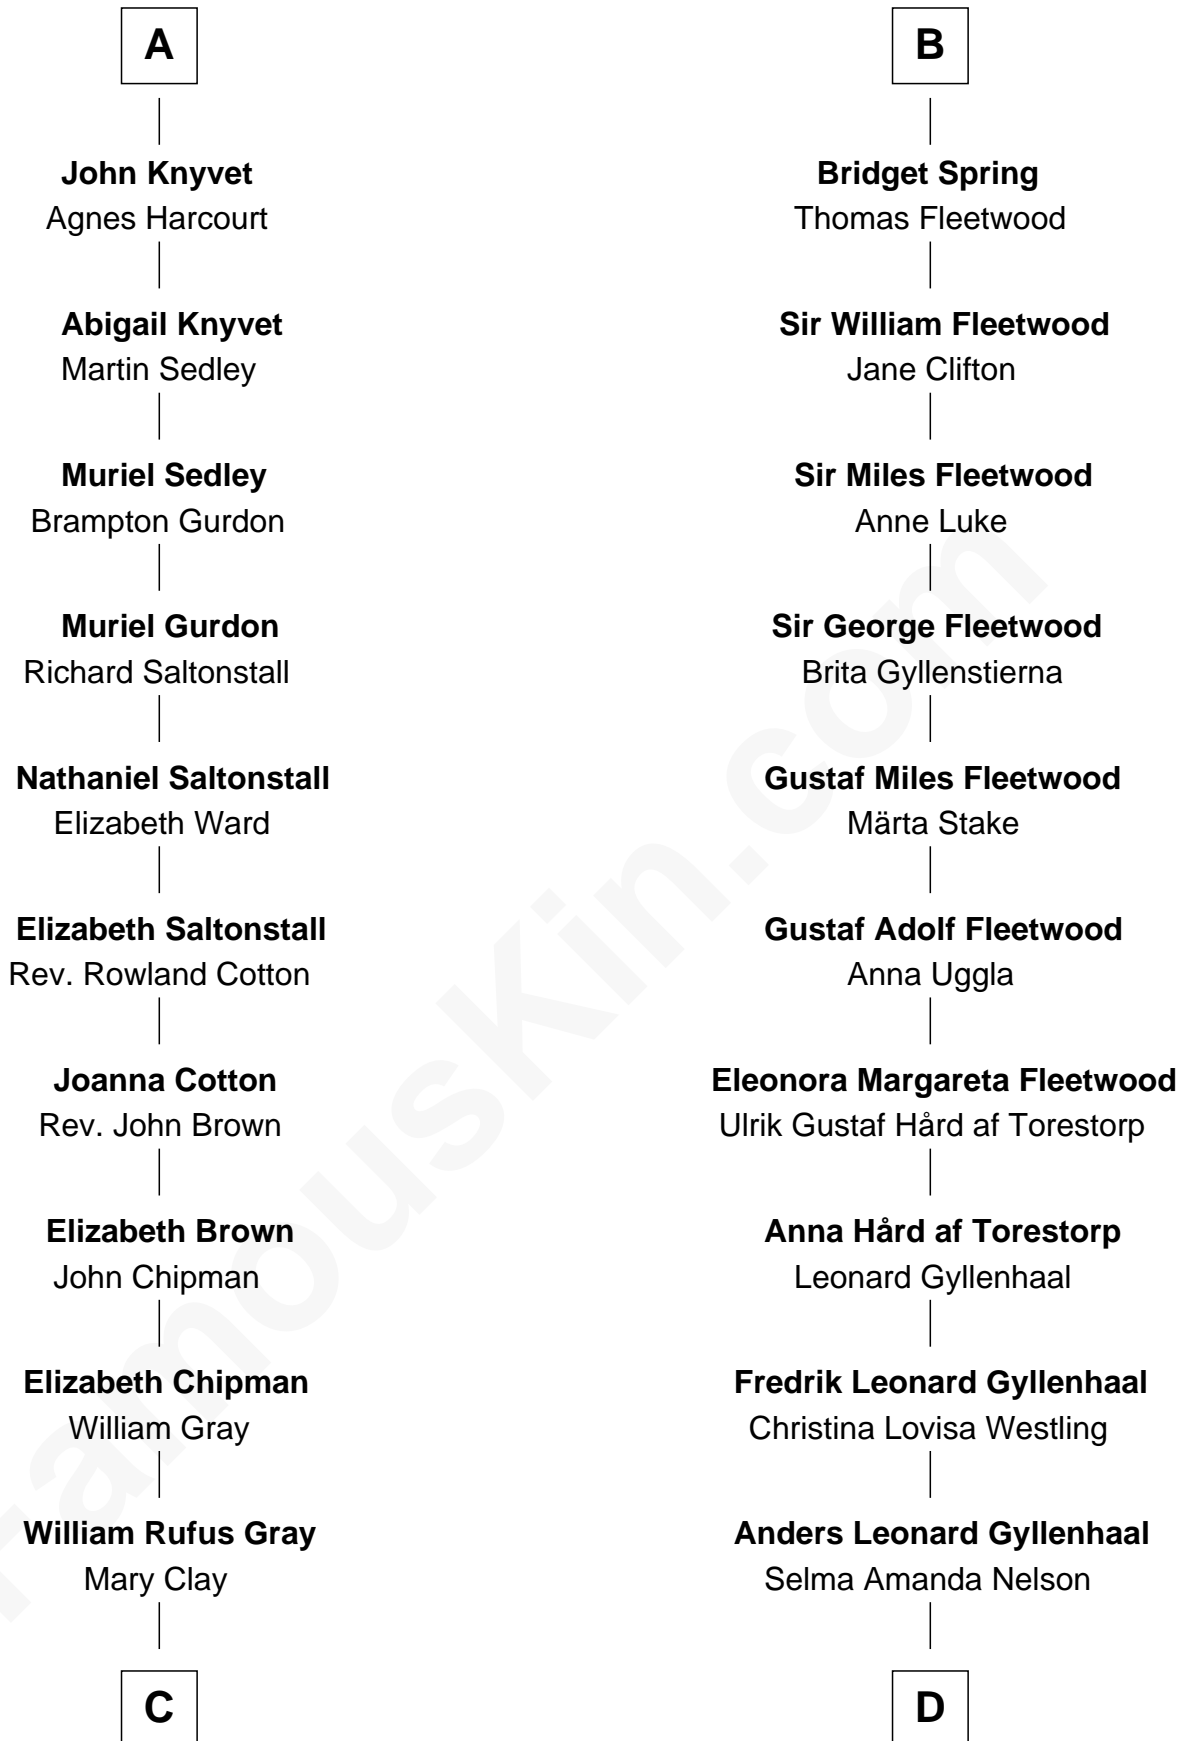 A
John Knyvet
Agnes Harcourt
Abigail Knyvet
Martin Sedley
Muriel Sedley
Brampton Gurdon
Muriel Gurdon
Richard Saltonstall
Nathaniel Saltonstall
Elizabeth Ward
Elizabeth Saltonstall
Rev. Rowland Cotton
Joanna Cotton
Rev. John Brown
Elizabeth Brown
John Chipman
Elizabeth Chipman
William Gray
William Rufus Gray
Mary Clay
C
B
Bridget Spring
Thomas Fleetwood
Sir William Fleetwood
Jane Clifton
Sir Miles Fleetwood
Anne Luke
Sir George Fleetwood
Brita Gyllenstierna
Gustaf Miles Fleetwood
Märta Stake
Gustaf Adolf Fleetwood
Anna Uggla
Eleonora Margareta Fleetwood
Ulrik Gustaf Hård af Torestorp
Anna Hård af Torestorp
Leonard Gyllenhaal
Fredrik Leonard Gyllenhaal
Christina Lovisa Westling
Anders Leonard Gyllenhaal
Selma Amanda Nelson
D
FamousKin.com